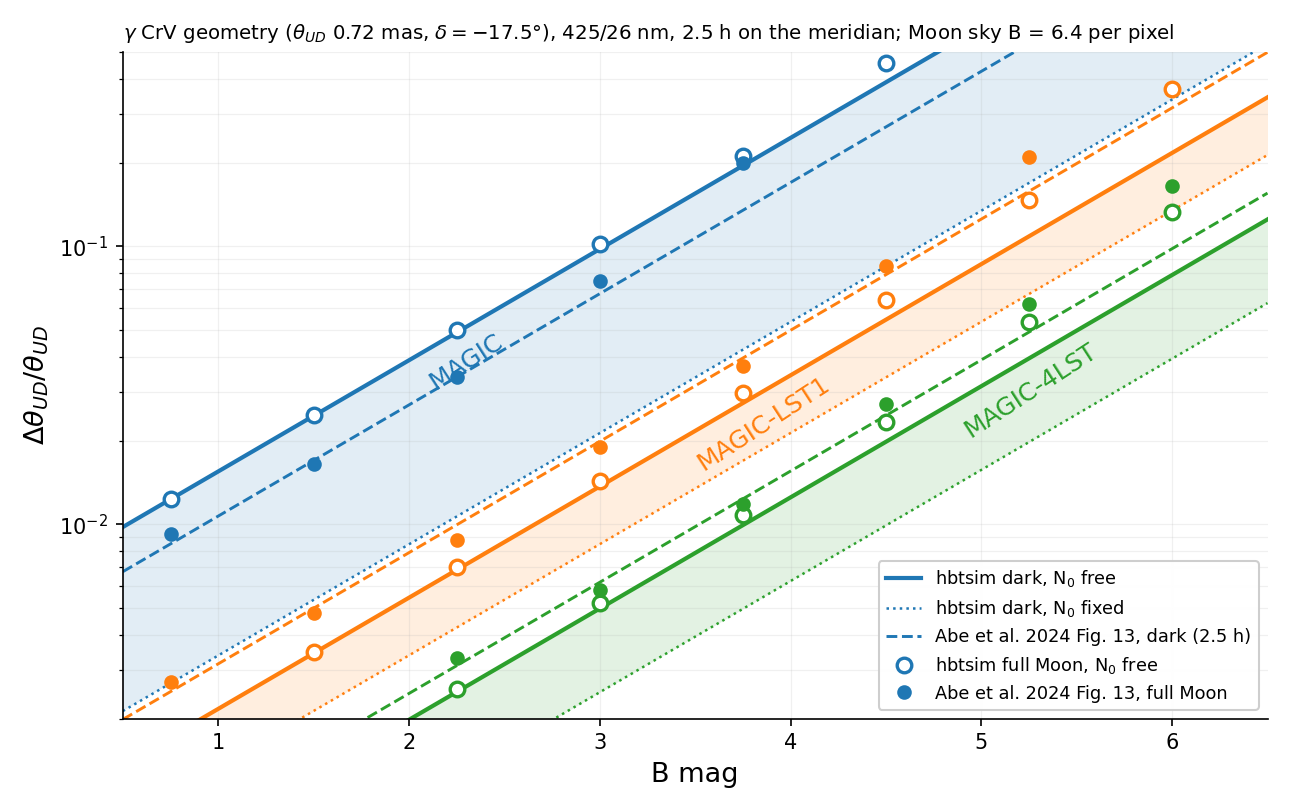 γ CrV geometry (θ_UD 0.72 mas, δ = −17.5°), 425/26 nm, 2.5 h on the meridian; Moon sky B = 6.4 per pixel
Δθ_UD/θ_UD
10⁻¹
10⁻²
MAGIC
MAGIC-LST1
MAGIC-4LST
hbtsim dark, N₀ free
hbtsim dark, N₀ fixed
Abe et al. 2024 Fig. 13, dark (2.5 h)
hbtsim full Moon, N₀ free
Abe et al. 2024 Fig. 13, full Moon
1 2 3 4 5 6
B mag